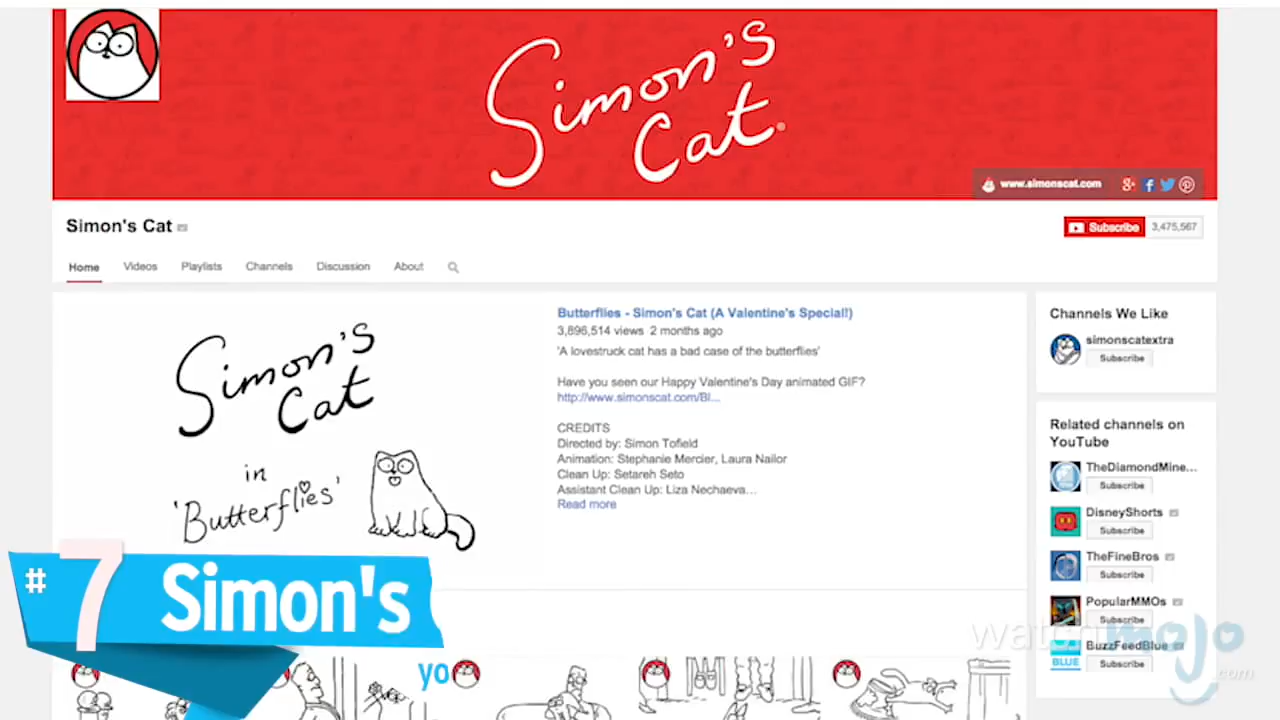 Simon's
Cat
www.simonscat.com
Simon's Cat
Subscribe 3,475,567
Home Videos Playlists Channels Discussion About
Simon's
Cat
in
'Butterflies'
Butterflies - Simon's Cat (A Valentine's Special!)
3,896,514 views 2 months ago
'A lovestruck cat has a bad case of the butterflies'
Have you seen our Happy Valentine's Day animated GIF?
http://www.simonscat.com/Bl...
CREDITS
Directed by: Simon Tofield
Animation: Stephanie Mercier, Laura Nailor
Clean Up: Setareh Seto
Assistant Clean Up: Liza Nechaeva...
Read more
Channels We Like
simonscatextra
Subscribe
Related channels on
YouTube
TheDiamondMine...
Subscribe
DisneyShorts
Subscribe
TheFineBros
Subscribe
PopularMMOs
Subscribe
BuzzFeedBlue
BLUE
Subscribe
watchmojo
.com
#7 Simon's
yo